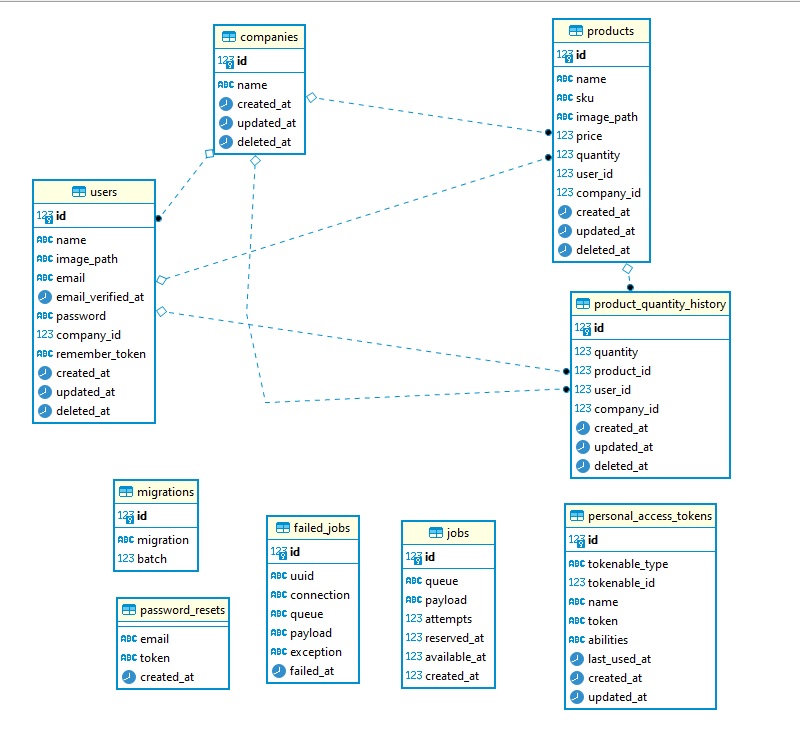 companies
123 id
ABC name
created_at
updated_at
deleted_at
products
123 id
ABC name
ABC sku
ABC image_path
123 price
123 quantity
123 user_id
123 company_id
created_at
updated_at
deleted_at
users
123 id
ABC name
ABC image_path
ABC email
email_verified_at
ABC password
123 company_id
ABC remember_token
created_at
updated_at
deleted_at
product_quantity_history
123 id
123 quantity
123 product_id
123 user_id
123 company_id
created_at
updated_at
deleted_at
migrations
123 id
ABC migration
123 batch
failed_jobs
123 id
ABC uuid
ABC connection
ABC queue
ABC payload
ABC exception
failed_at
jobs
123 id
ABC queue
ABC payload
123 attempts
123 reserved_at
123 available_at
123 created_at
personal_access_tokens
123 id
ABC tokenable_type
123 tokenable_id
ABC name
ABC token
ABC abilities
last_used_at
created_at
updated_at
password_resets
ABC email
ABC token
created_at